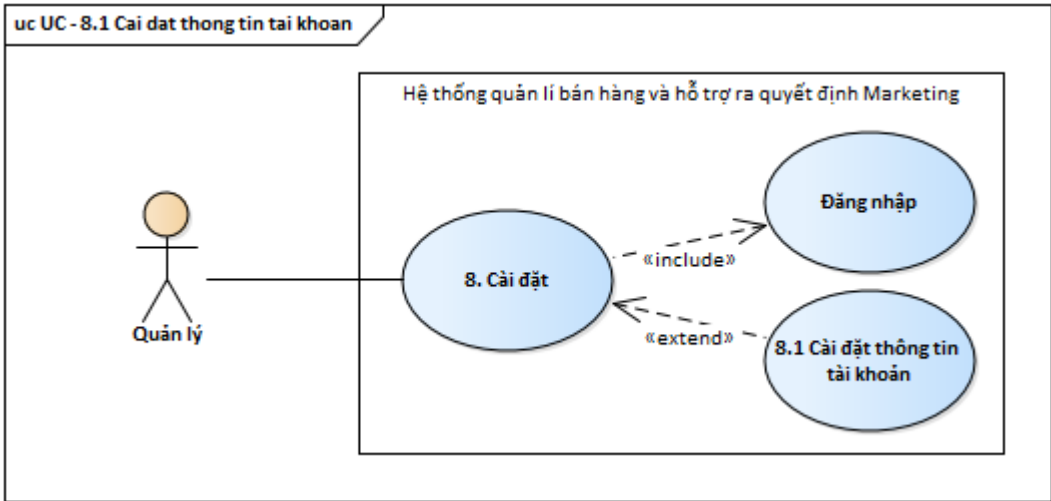 uc UC - 8.1 Cai dat thong tin tai khoan
Hệ thống quản lí bán hàng và hỗ trợ ra quyết định Marketing
Đăng nhập
8. Cài đặt
«include»
«extend»
Quản lý
8.1 Cài đặt thông tin
tài khoản